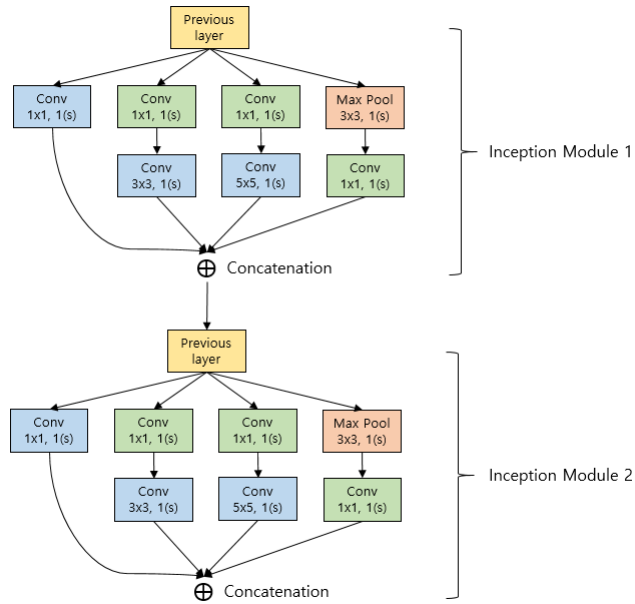 Previous
layer
Conv
1x1, 1(s)
Conv
1x1, 1(s)
Conv
1x1, 1(s)
Max Pool
3x3, 1(s)
Conv
3x3, 1(s)
Conv
5x5, 1(s)
Conv
1x1, 1(s)
Inception Module 1
Concatenation
Previous
layer
Conv
1x1, 1(s)
Conv
1x1, 1(s)
Conv
1x1, 1(s)
Max Pool
3x3, 1(s)
Conv
3x3, 1(s)
Conv
5x5, 1(s)
Conv
1x1, 1(s)
Inception Module 2
Concatenation